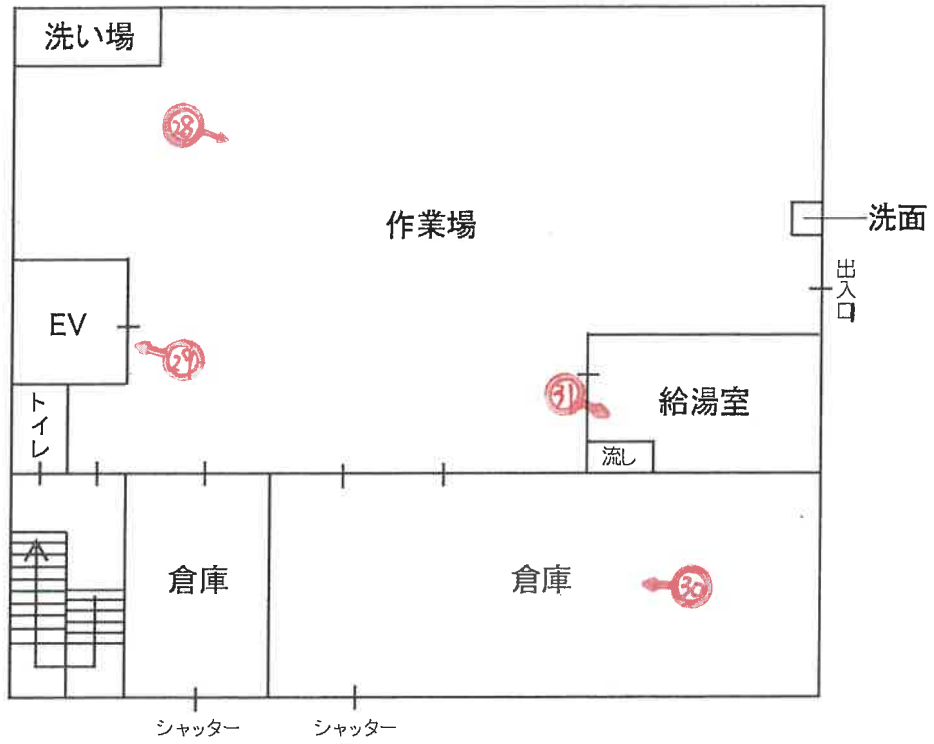 洗い場
28
作業場
洗面
出入口
EV
29
31
給湯室
トイレ
流し
倉庫
倉庫
30
シャッター
シャッター